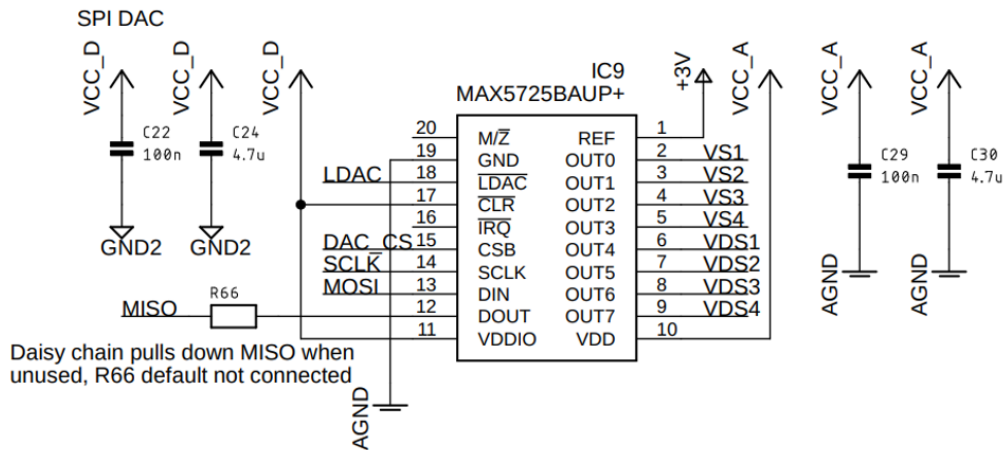 SPI DAC
VCC_D
VCC_D
VCC_D
C22
100n
C24
4.7u
GND2
GND2
IC9
MAX5725BAUP+
+3V
VCC_A
VCC_A
VCC_A
C29
100n
C30
4.7u
AGND
AGND
20 M/Z REF 1
19 GND OUT0 2 VS1
LDAC 18 LDAC OUT1 3 VS2
17 CLR OUT2 4 VS3
16 IRQ OUT3 5 VS4
DAC_CS 15 CSB OUT4 6 VDS1
SCLK 14 SCLK OUT5 7 VDS2
MOSI 13 DIN OUT6 8 VDS3
MISO R66 12 DOUT OUT7 9 VDS4
11 VDDIO VDD 10
Daisy chain pulls down MISO when
unused, R66 default not connected
AGND